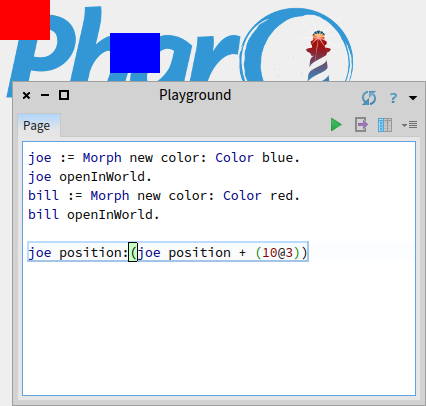 Pharo
Playground
?
Page
joe := Morph new color: Color blue.
joe openInWorld.
bill := Morph new color: Color red.
bill openInWorld.
joe position:(joe position + (10@3))